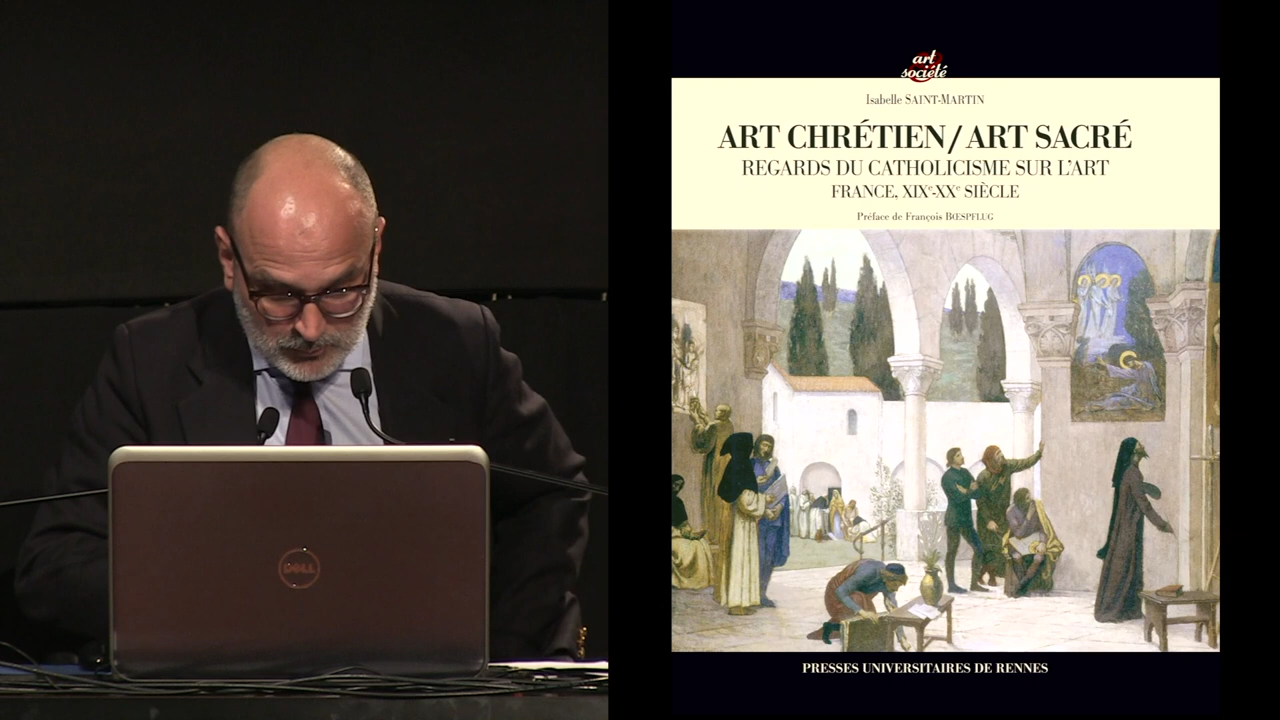 art
société
Isabelle SAINT-MARTIN
ART CHRÉTIEN/ART SACRÉ
REGARDS DU CATHOLICISME SUR L'ART
FRANCE, XIXe-XXe SIÈCLE
Préface de François BŒSPFLUG
PRESSES UNIVERSITAIRES DE RENNES
DELL